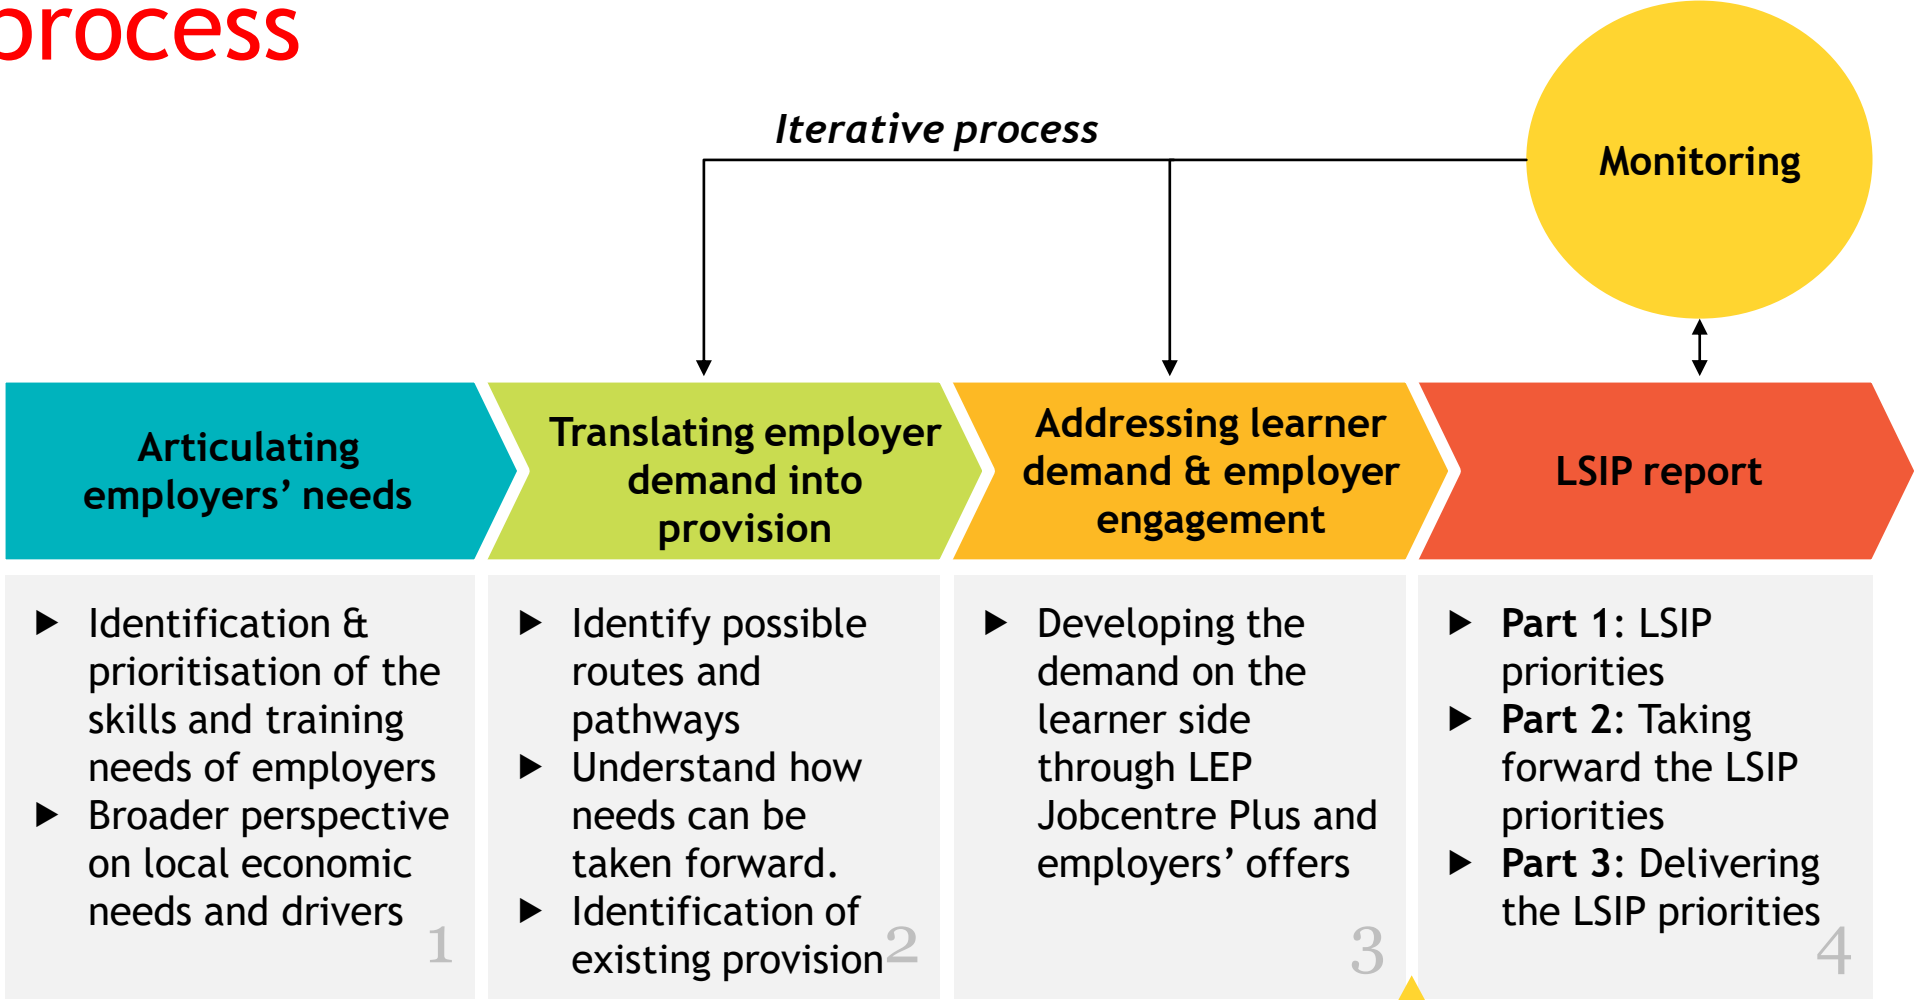 process
Iterative process
Monitoring
Articulating
employers’ needs
Translating employer
demand into
provision
Addressing learner
demand & employer
engagement
LSIP report
▶ Identification &
prioritisation of the
skills and training
needs of employers
▶ Broader perspective
on local economic
needs and drivers
1
▶ Identify possible
routes and
pathways
▶ Understand how
needs can be
taken forward.
▶ Identification of
existing provision
2
▶ Developing the
demand on the
learner side
through LEP
Jobcentre Plus and
employers’ offers
3
▶ Part 1: LSIP
priorities
▶ Part 2: Taking
forward the LSIP
priorities
▶ Part 3: Delivering
the LSIP priorities
4